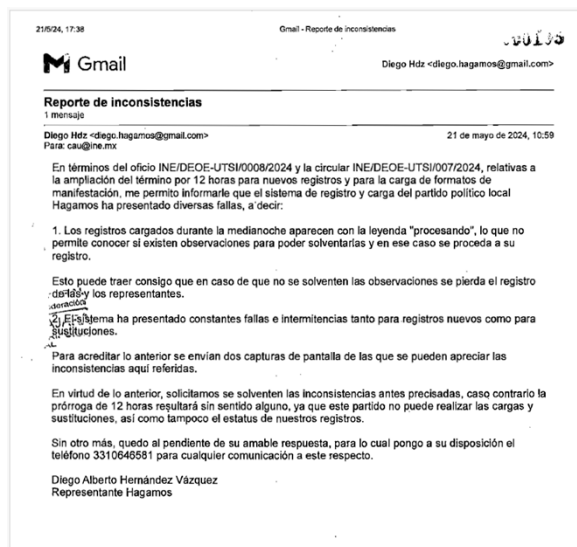 21/5/24, 17:38
Gmail - Reporte de inconsistencias
Gmail
Diego Hdz <diego.hagamos@gmail.com>
Reporte de inconsistencias
1 mensaje
Diego Hdz <diego.hagamos@gmail.com>
21 de mayo de 2024, 10:59
Para: cau@ine.mx
En términos del oficio INE/DEOE-UTSI/0008/2024 y la circular INE/DEOE-UTSI/007/2024, relativas a
la ampliación del término por 12 horas para nuevos registros y para la carga de formatos de
manifestación, me permito informarle que el sistema de registro y carga del partido político local
Hagamos ha presentado diversas fallas, a decir:
1. Los registros cargados durante la medianoche aparecen con la leyenda "procesando", lo que no
permite conocer si existen observaciones para poder solventarlas y en ese caso se proceda a su
registro.
Esto puede traer consigo que en caso de que no se solventen las observaciones se pierda el registro
de las y los representantes.
2. El sistema ha presentado constantes fallas e intermitencias tanto para registros nuevos como para
sustituciones.
Para acreditar lo anterior se envían dos capturas de pantalla de las que se pueden apreciar las
inconsistencias aquí referidas.
En virtud de lo anterior, solicitamos se solventen las inconsistencias antes precisadas, caso contrario la
prórroga de 12 horas resultará sin sentido alguno, ya que este partido no puede realizar las cargas y
sustituciones, así como tampoco el estatus de nuestros registros.
Sin otro más, quedo al pendiente de su amable respuesta, para lo cual pongo a su disposición el
teléfono 3310646581 para cualquier comunicación a este respecto.
Diego Alberto Hernández Vázquez
Representante Hagamos